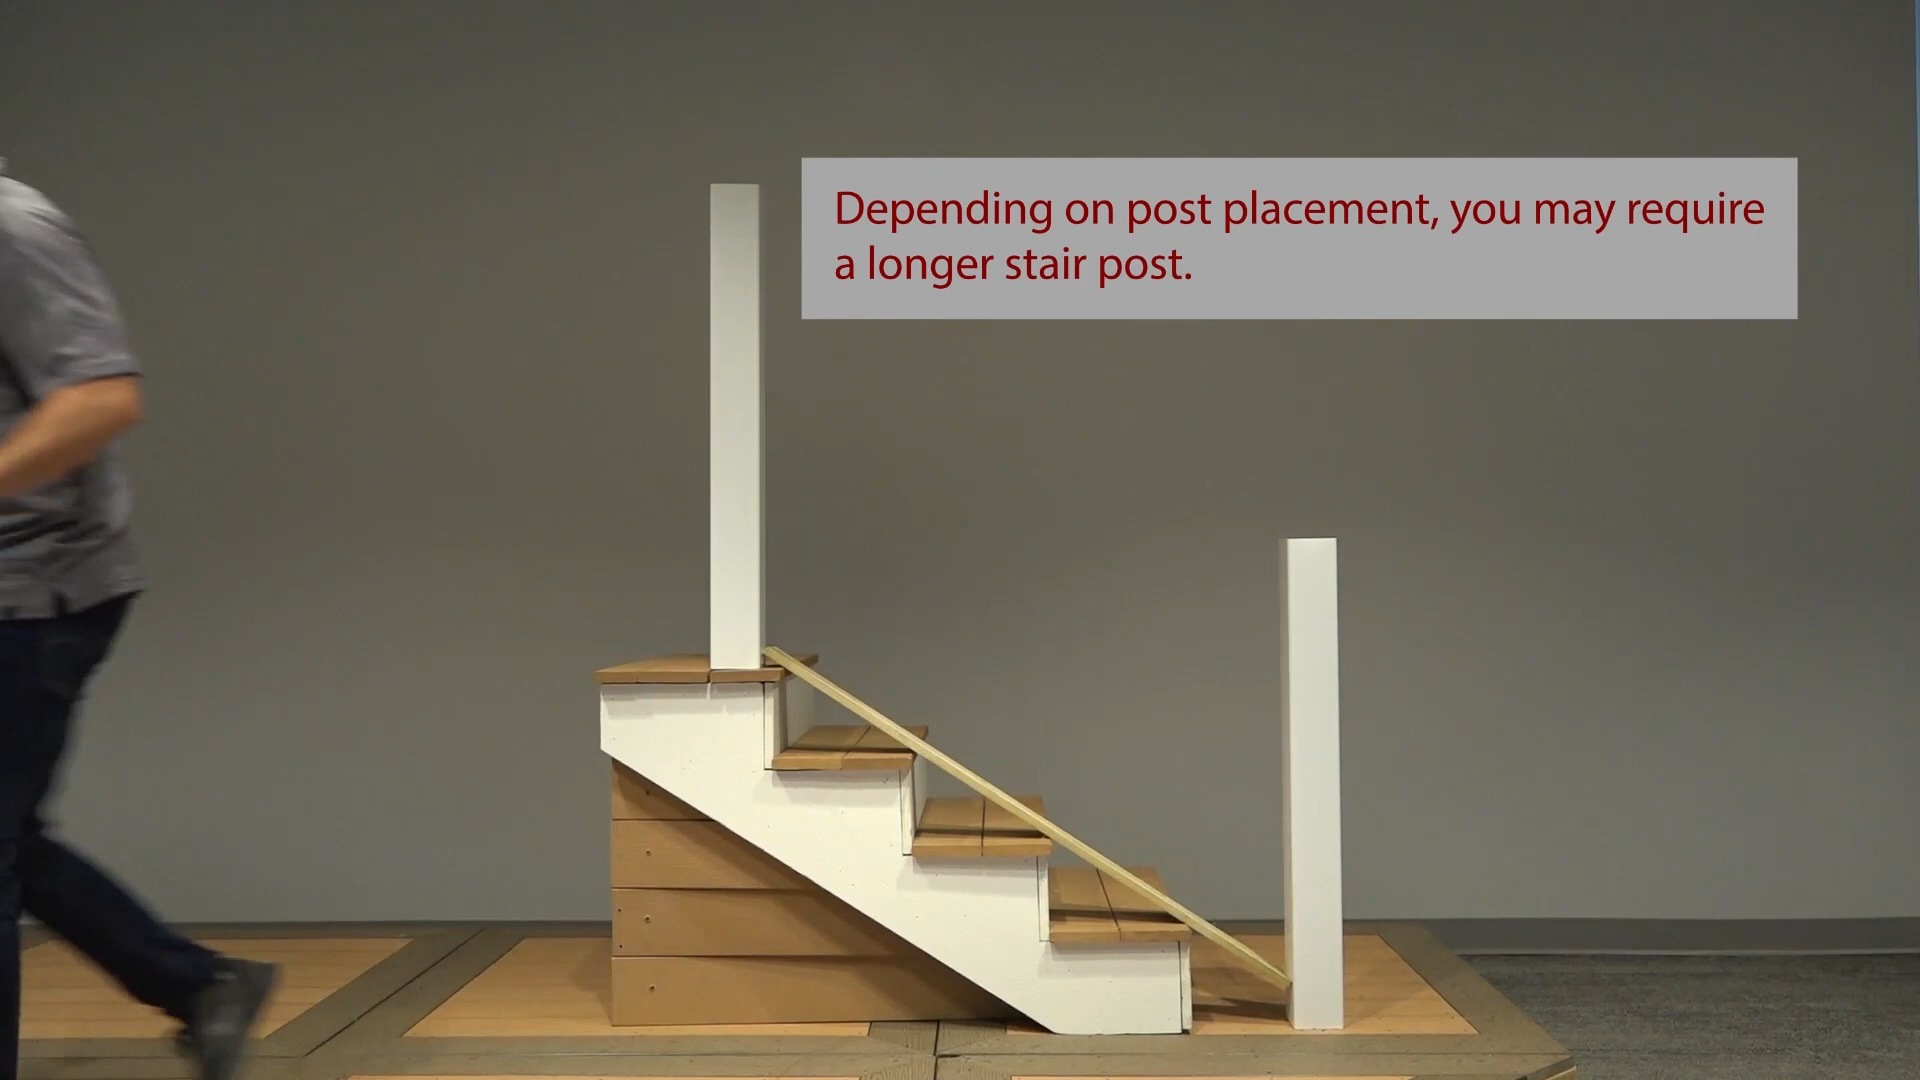 Depending on post placement, you may require
a longer stair post.